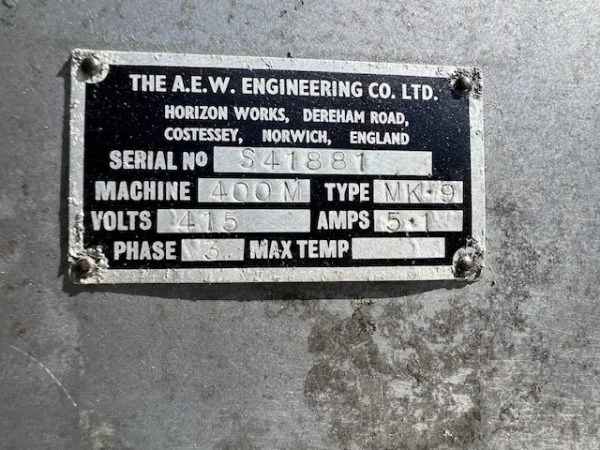 THE A.E.W. ENGINEERING CO. LTD.
HORIZON WORKS, DEREHAM ROAD,
COSTESSEY, NORWICH, ENGLAND
SERIAL NO S41881
MACHINE 400M TYPE MK·9
VOLTS 415 AMPS 5·1
PHASE 3 MAX TEMP